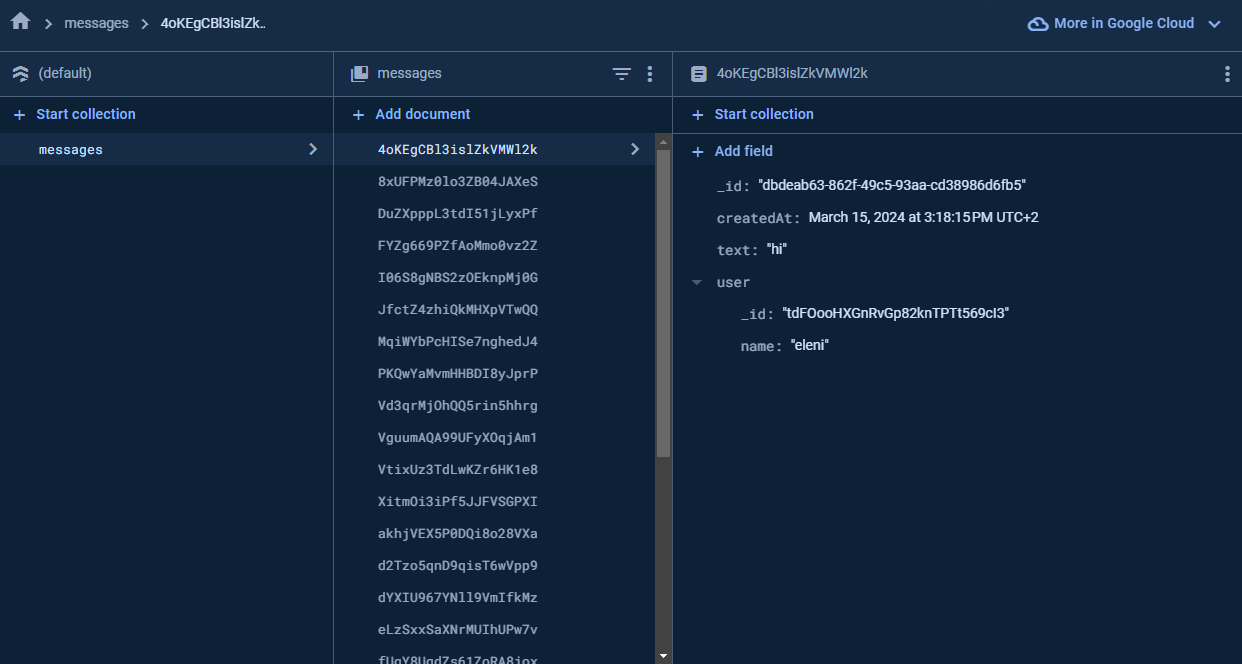 messages
4oKEgCBl3islZk..
More in Google Cloud
(default)
messages
4oKEgCBl3islZkVMWl2k
Start collection
Add document
Start collection
messages
4oKEgCBl3islZkVMWl2k
8xUFPMz0lo3ZB04JAXeS
DuZXpppL3tdI51jLyxPf
FYZg669PZfAoMmo0vz2Z
I06S8gNBS2zOEknpMj0G
JfctZ4zhiQkMHXpVTwQQ
MqiWYbPcHISe7nghedJ4
PKQwYaMvmHHBDI8yJprP
Vd3qrMjOhQQ5rin5hhrg
VguumAQA99UFyXOqjAm1
VtixUz3TdLwKZr6HK1e8
XitmOi3iPf5JJFVSGPXI
akhjVEX5P0DQi8o28VXa
d2Tzo5qnD9qisT6wVpp9
dYXIU967YNll9VmIfkMz
eLzSxxSaXNrMUIhUPw7v
Add field
_id: "dbdeab63-862f-49c5-93aa-cd38986d6fb5"
createdAt: March 15, 2024 at 3:18:15 PM UTC+2
text: "hi"
user
_id: "tdFOooHXGnRvGp82knTPTt569cI3"
name: "eleni"